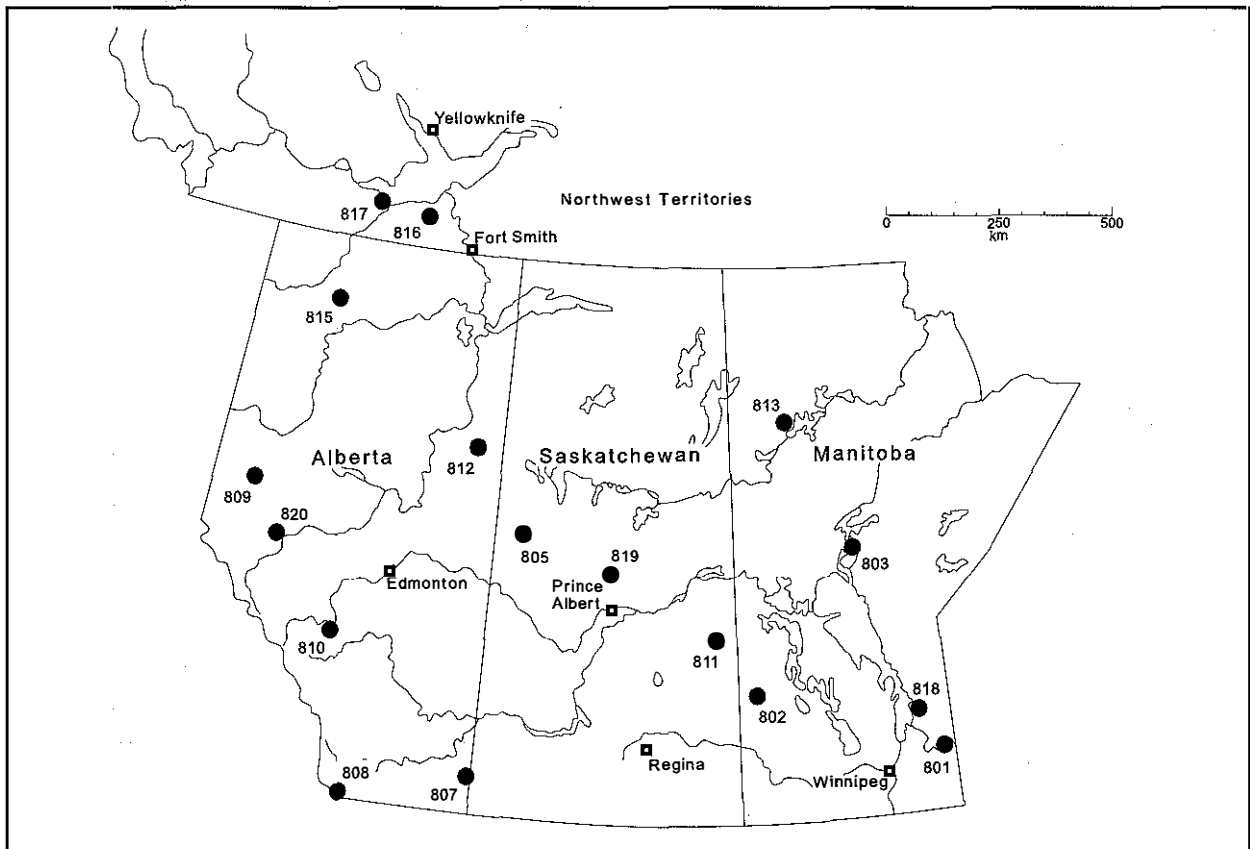 Yellowknife
817
816
Northwest Territories
0
250
500
km
Fort Smith
815
813
Alberta
812
Saskatchewan
Manitoba
809
820
805
819
803
Edmonton
Prince
Albert
810
811
802
818
Regina
Winnipeg
801
808
807